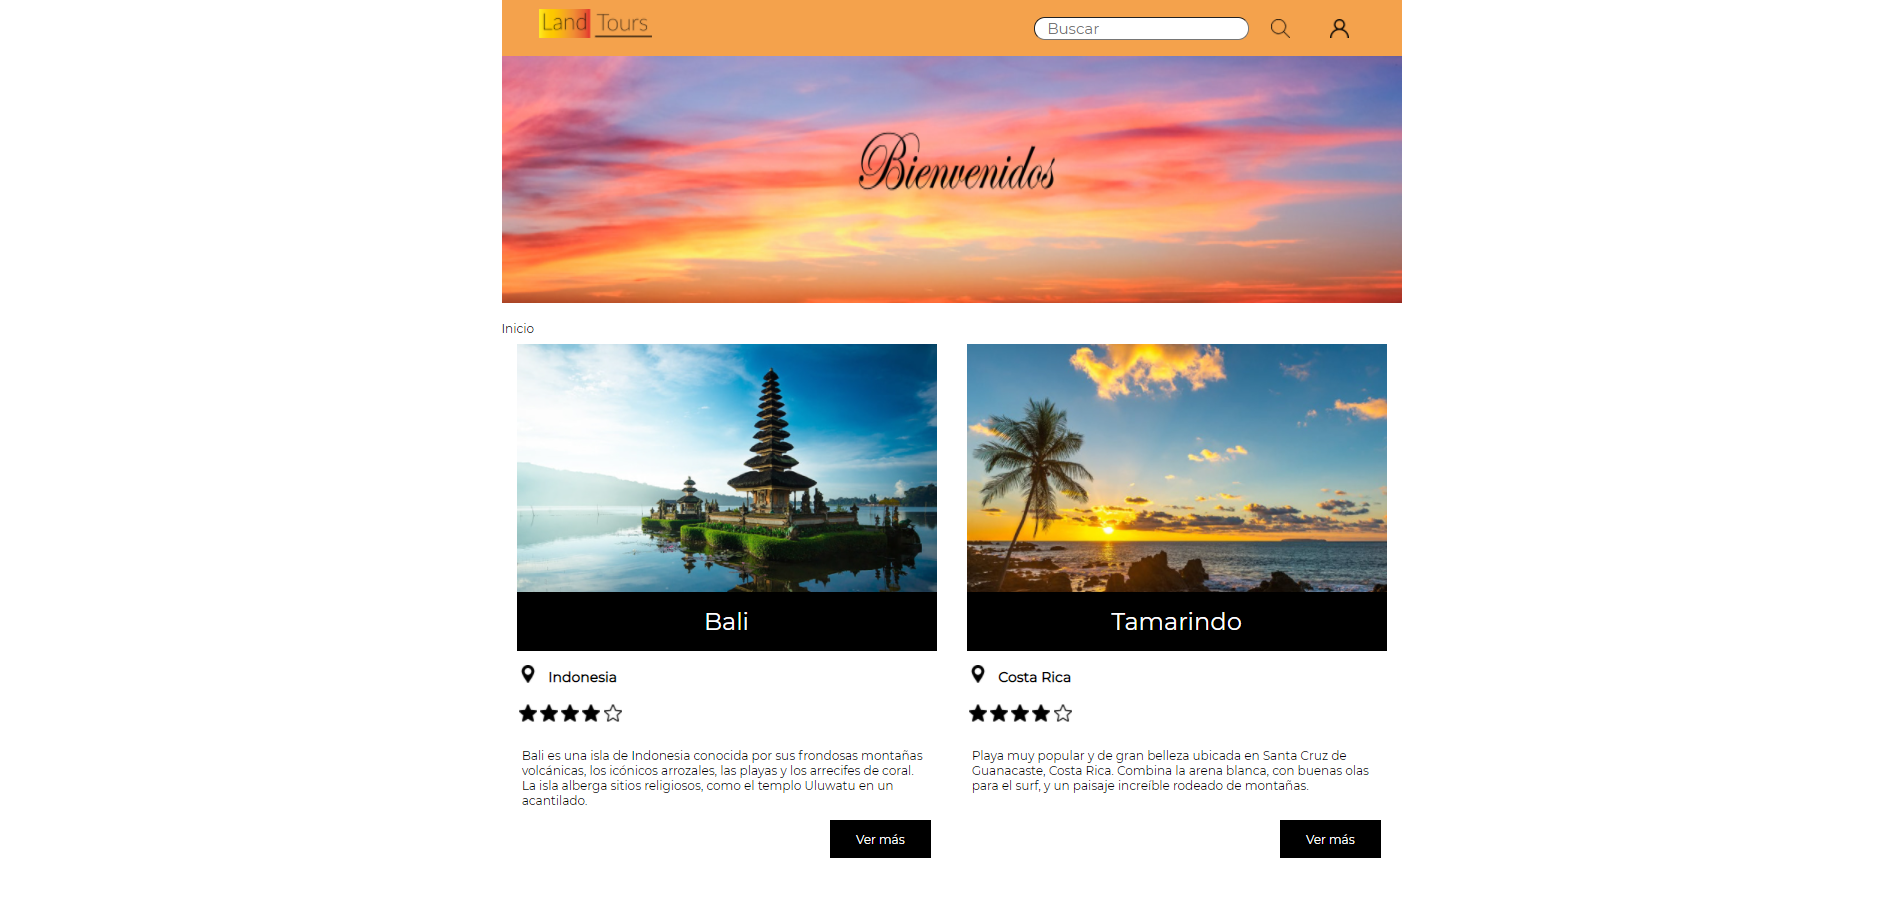 Land Tours
Buscar
Bienvenidos
Inicio
Bali
Indonesia
Bali es una isla de Indonesia conocida por sus frondosas montañas
volcánicas, los icónicos arrozales, las playas y los arrecifes de coral.
La isla alberga sitios religiosos, como el templo Uluwatu en un
acantilado.
Ver más
Tamarindo
Costa Rica
Playa muy popular y de gran belleza ubicada en Santa Cruz de
Guanacaste, Costa Rica. Combina la arena blanca, con buenas olas
para el surf, y un paisaje increíble rodeado de montañas.
Ver más